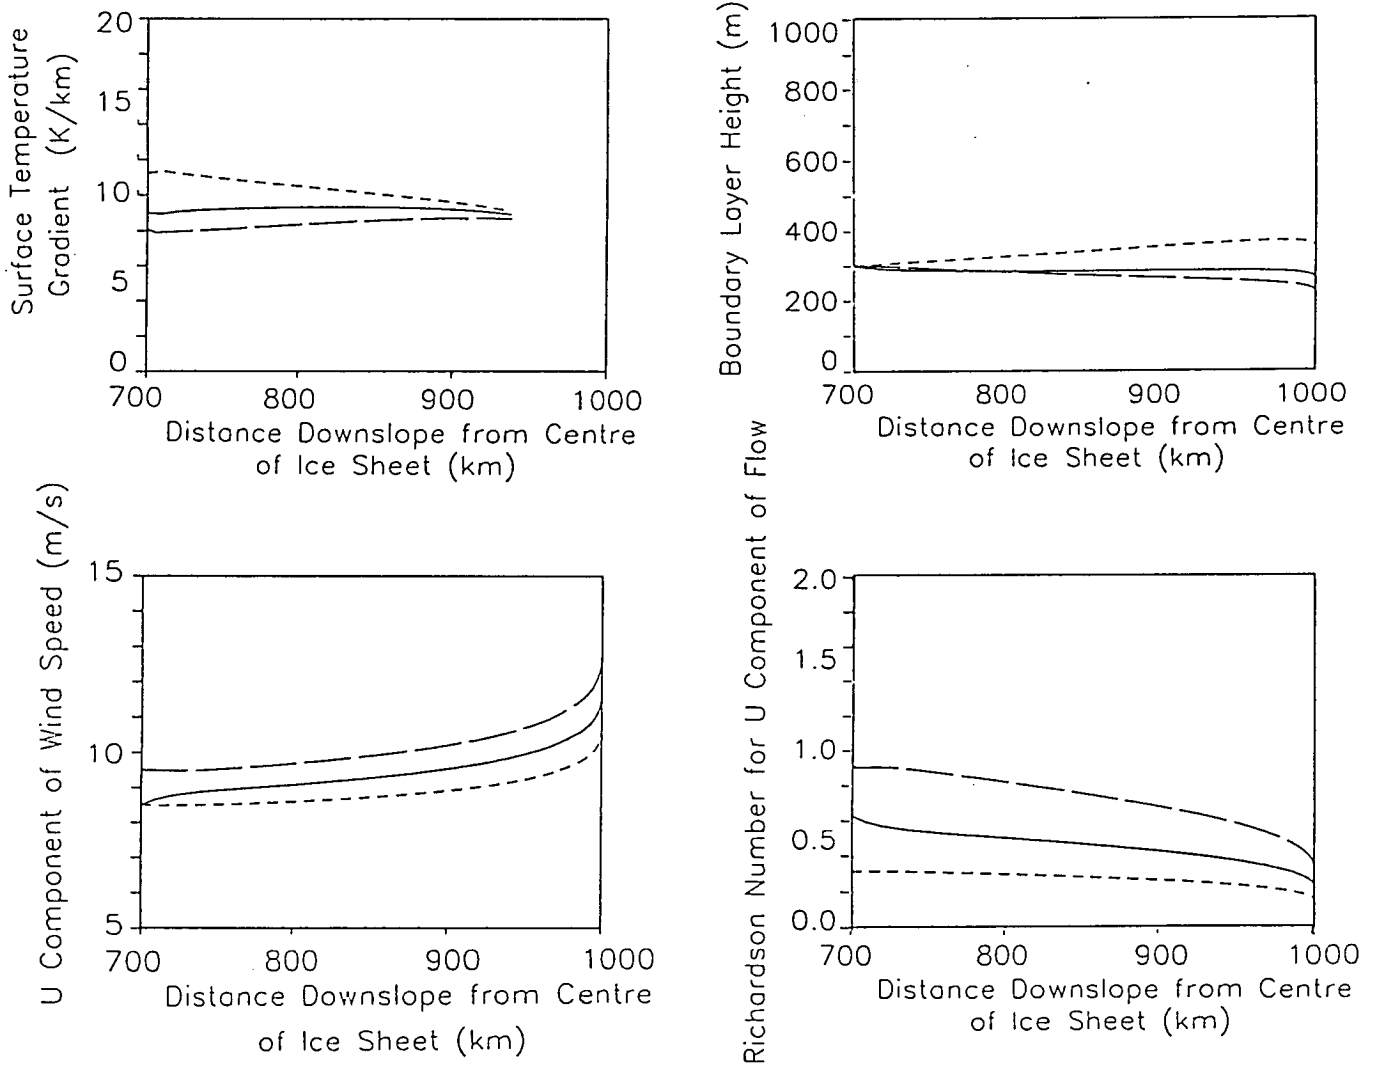 Surface Temperature
Gradient (K/km)
20
15
10
5
0
700 800 900 1000
Distance Downslope from Centre
of Ice Sheet (km)
Boundary Layer Height (m)
1000
800
600
400
200
0
700 800 900 1000
Distance Downslope from Centre
of Ice Sheet (km)
U Component of Wind Speed (m/s)
15
10
5
700 800 900 1000
Distance Downslope from Centre
of Ice Sheet (km)
Richardson Number for U Component of Flow
2.0
1.5
1.0
0.5
0.0
700 800 900 1000
Distance Downslope from Centre
of Ice Sheet (km)